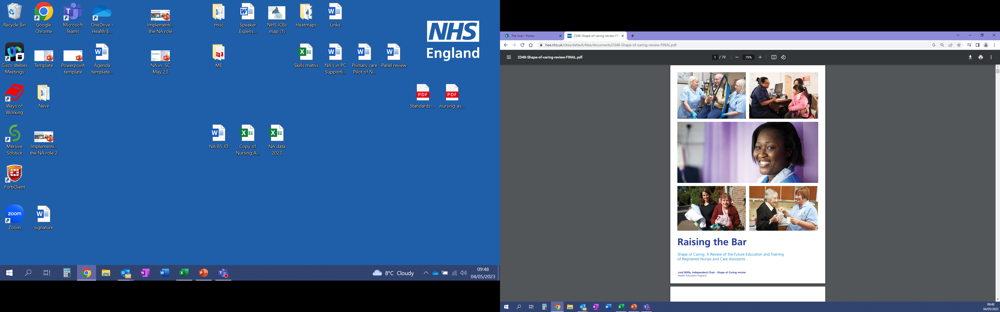 Recycle Bin
Google Chrome
Microsoft Teams
OneDrive - Health E...
Implementi... the NA role
misc
Speaker Expens...
NHS ICBs map (1)
Heatmaps
Links
NHS
England
Cisco Webex Meetings
Template
Powerpoint template
Agenda template...
NA in SC May 23
ME
Skills matrix
NA's in PC Supporti...
Primary care Pilot of N...
Panel review
Ways of Working
Neve
PDF
Standards-...
PDF
nursing-as...
Mersive Solstice
Implementi... the NA role 2
NA B5 JD
Copy of Nursing A...
NA data 2023
FortiClient
zoom
Zoom
signature
8°C Cloudy
09:48
04/05/2023
The hub - Home
2348-Shape-of-caring-review-FI
hee.nhs.uk/sites/default/files/documents/2348-Shape-of-caring-review-FINAL.pdf
2348-Shape-of-caring-review-FINAL.pdf
1 / 72
75%
Raising the Bar
Shape of Caring: A Review of the Future Education and Training
of Registered Nurses and Care Assistants
Lord Willis, Independent Chair - Shape of Caring review
Health Education England
09:48
04/05/2023